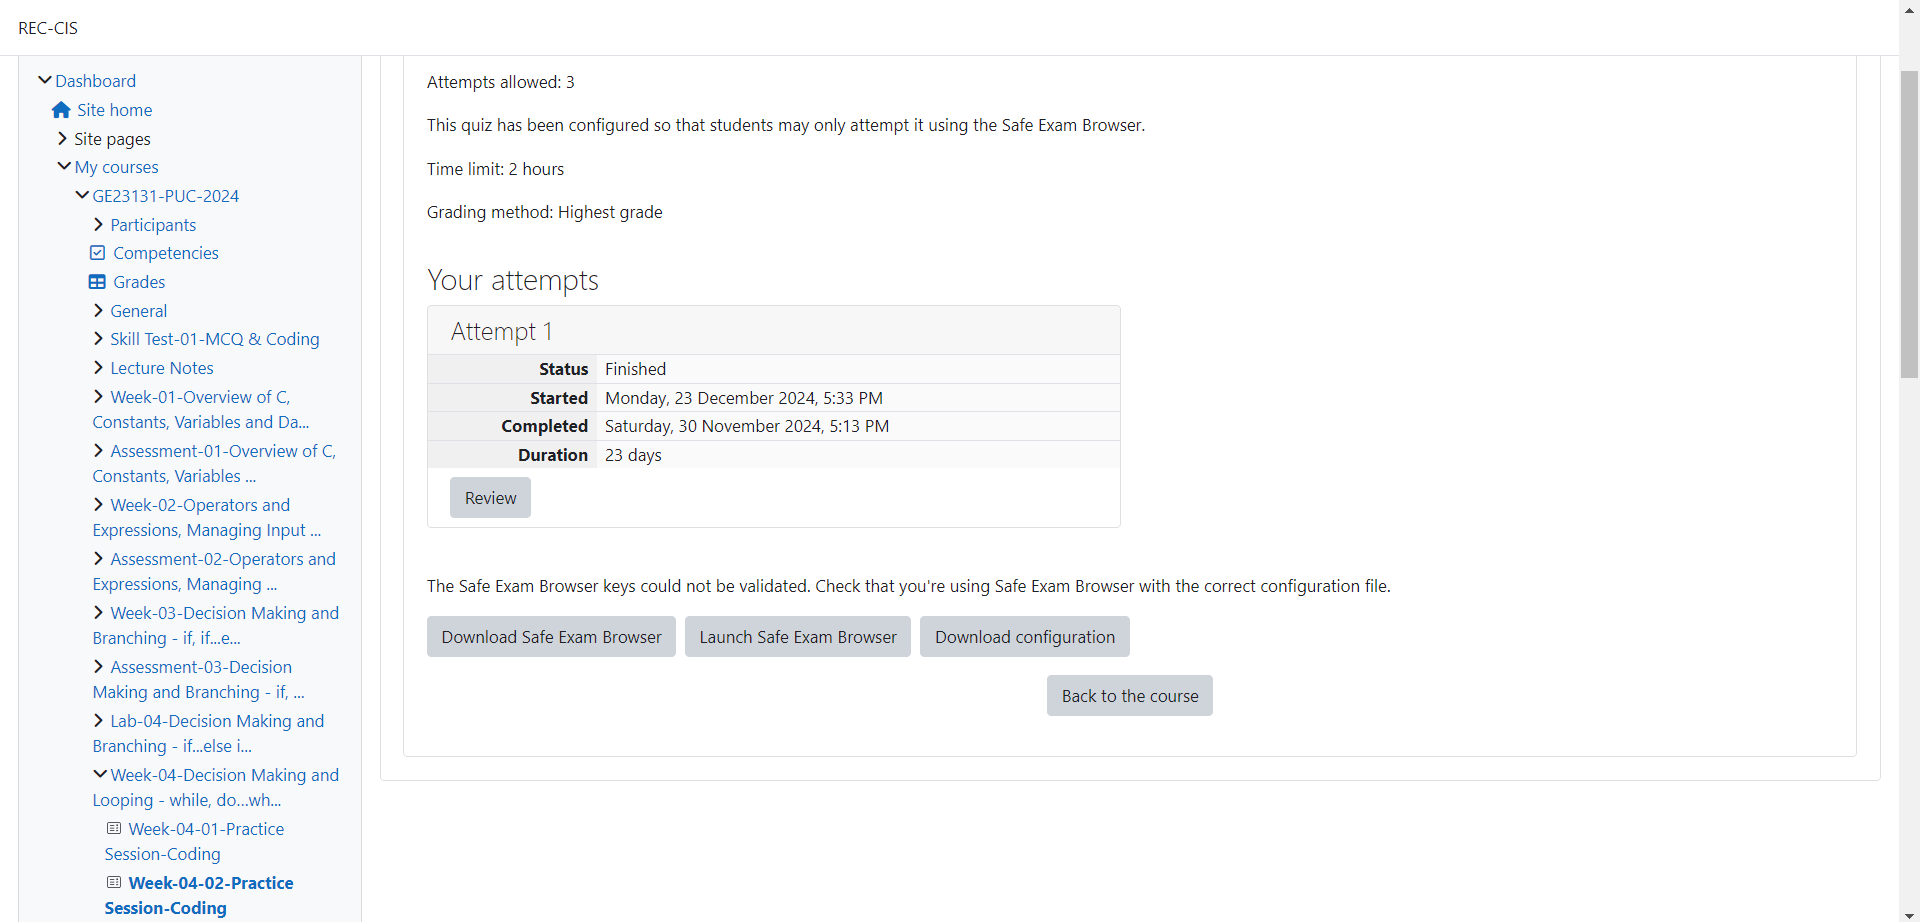 REC-CIS
Dashboard
Site home
Site pages
My courses
GE23131-PUC-2024
Participants
Competencies
Grades
General
Skill Test-01-MCQ & Coding
Lecture Notes
Week-01-Overview of C,
Constants, Variables and Da...
Assessment-01-Overview of C,
Constants, Variables ...
Week-02-Operators and
Expressions, Managing Input ...
Assessment-02-Operators and
Expressions, Managing ...
Week-03-Decision Making and
Branching - if, if...e...
Assessment-03-Decision
Making and Branching - if, ...
Lab-04-Decision Making and
Branching - if...else i...
Week-04-Decision Making and
Looping - while, do...wh...
Week-04-01-Practice
Session-Coding
Week-04-02-Practice
Session-Coding
Attempts allowed: 3
This quiz has been configured so that students may only attempt it using the Safe Exam Browser.
Time limit: 2 hours
Grading method: Highest grade
Your attempts
Attempt 1
Status Finished
Started Monday, 23 December 2024, 5:33 PM
Completed Saturday, 30 November 2024, 5:13 PM
Duration 23 days
Review
The Safe Exam Browser keys could not be validated. Check that you're using Safe Exam Browser with the correct configuration file.
Download Safe Exam Browser Launch Safe Exam Browser Download configuration
Back to the course